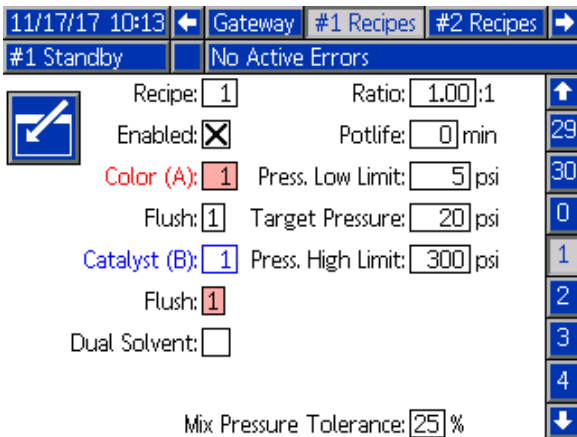 11/17/17 10:13 Gateway #1 Recipes #2 Recipes
#1 Standby No Active Errors
Recipe: 1 Ratio: 1.00 :1
Enabled: Potlife: 0 min
Color (A): 1 Press. Low Limit: 5 psi
Flush: 1 Target Pressure: 20 psi
Catalyst (B): 1 Press. High Limit: 300 psi
Flush: 1
Dual Solvent:
Mix Pressure Tolerance: 25 %
29
30
0
1
2
3
4